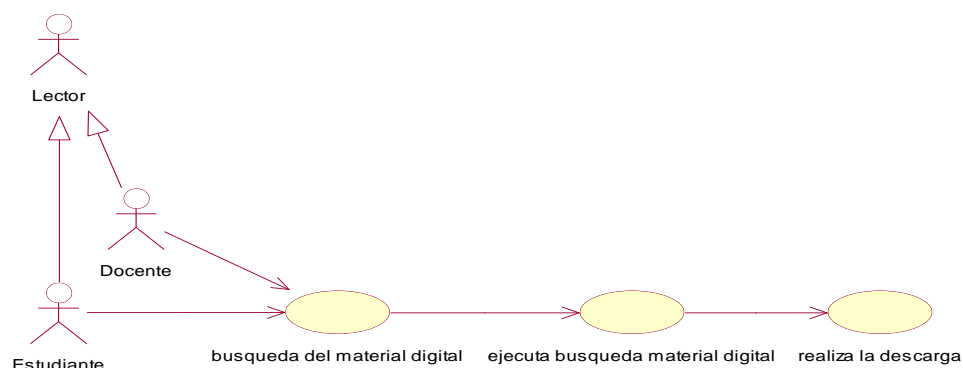 Lector
Docente
Estudiante
busqueda del material digital
ejecuta busqueda material digital
realiza la descarga